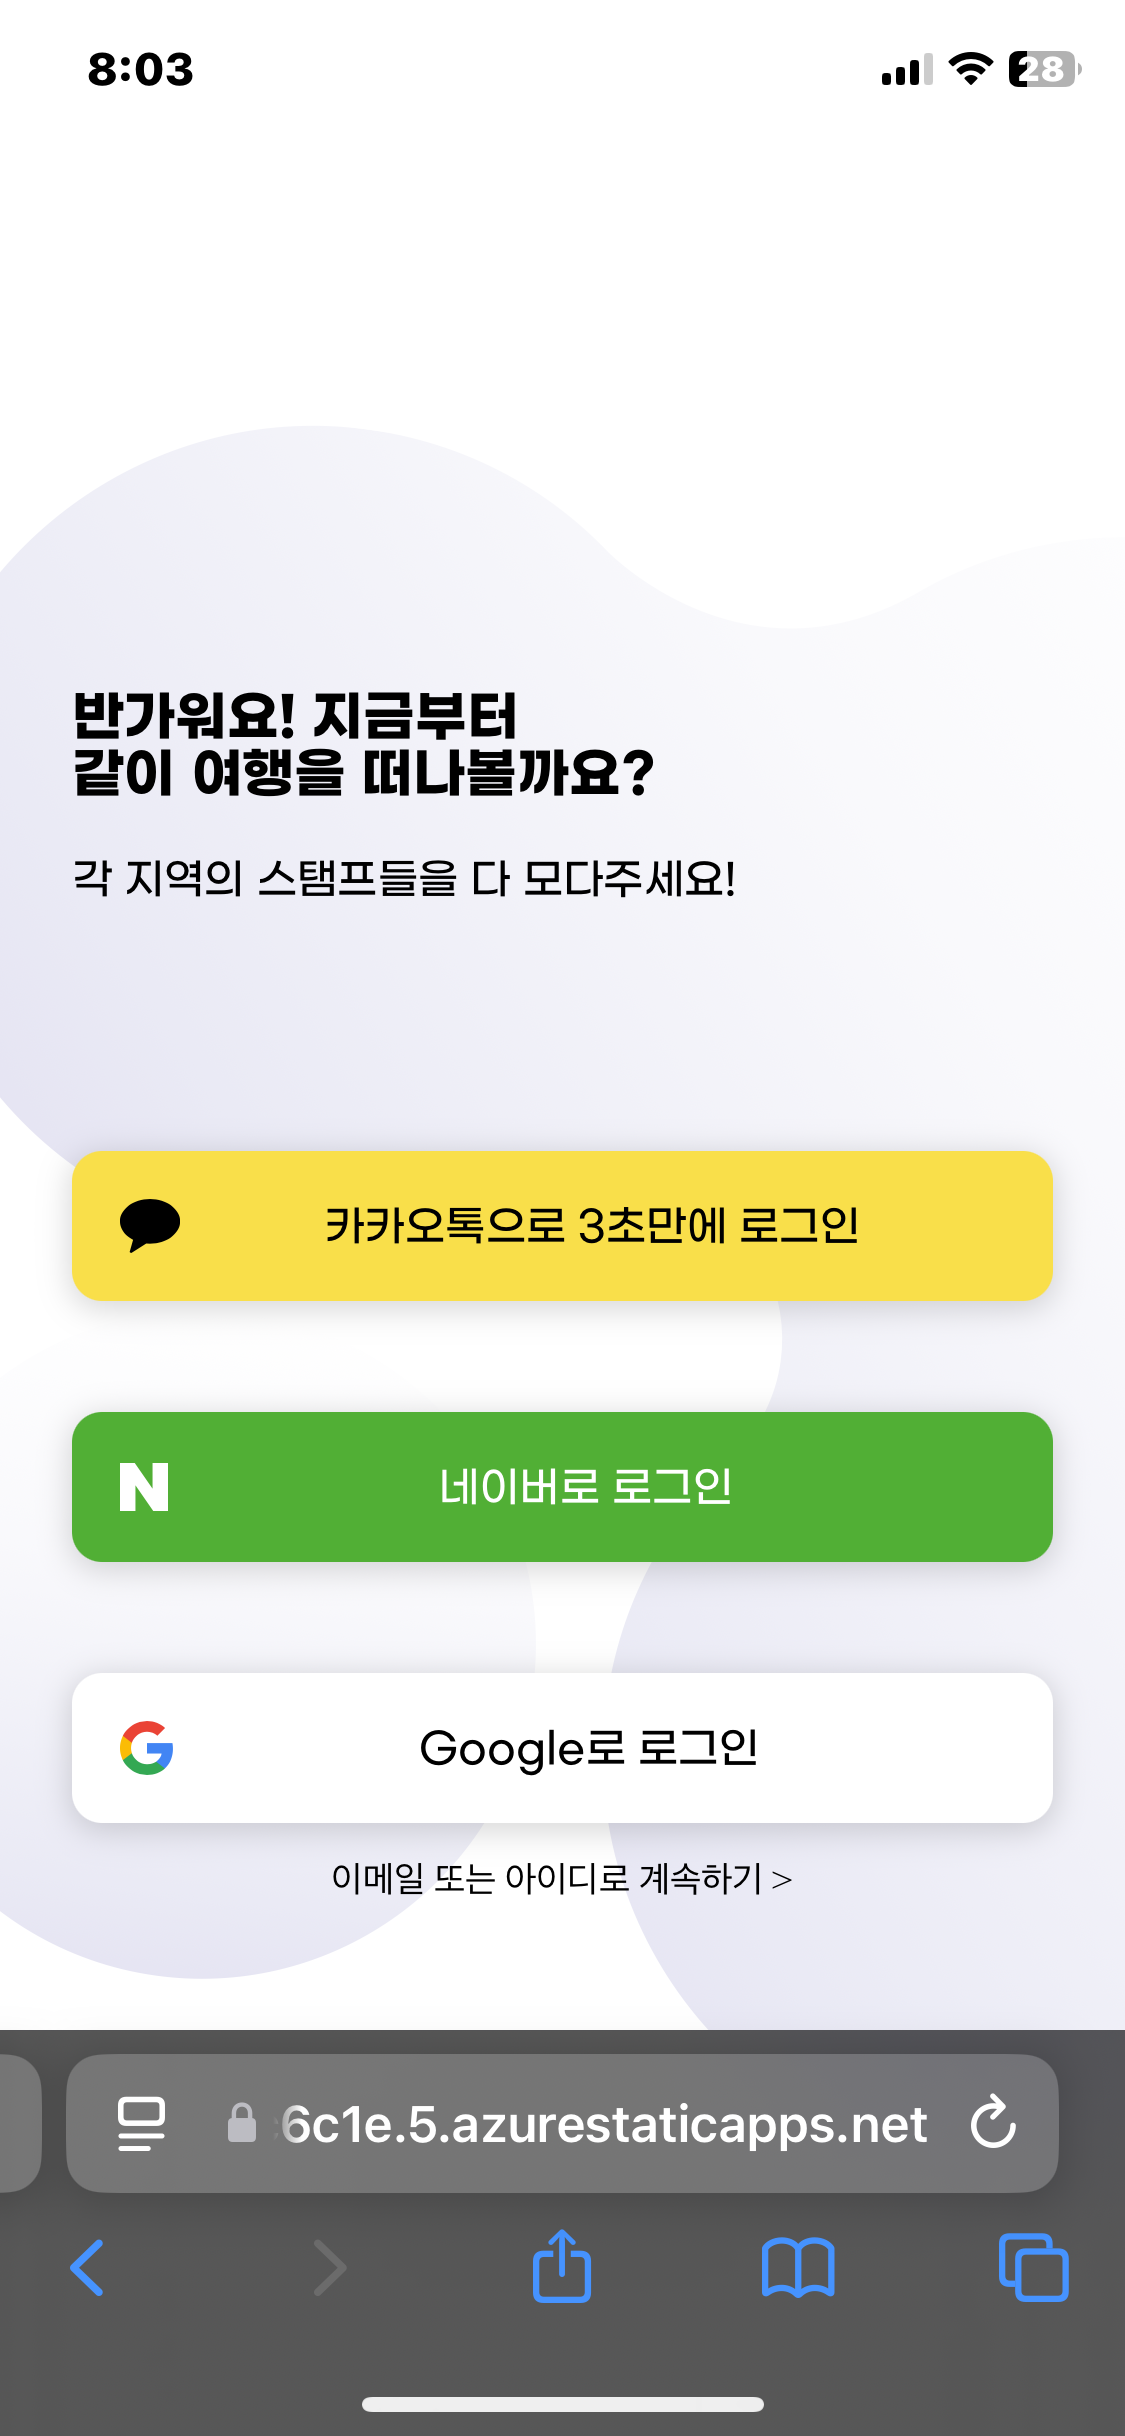 8:03
28
반가워요! 지금부터
같이 여행을 떠나볼까요?
각 지역의 스탬프들을 다 모다주세요!
카카오톡으로 3초만에 로그인
N
네이버로 로그인
G
Google로 로그인
이메일 또는 아이디로 계속하기 >
6c1e.5.azurestaticapps.net